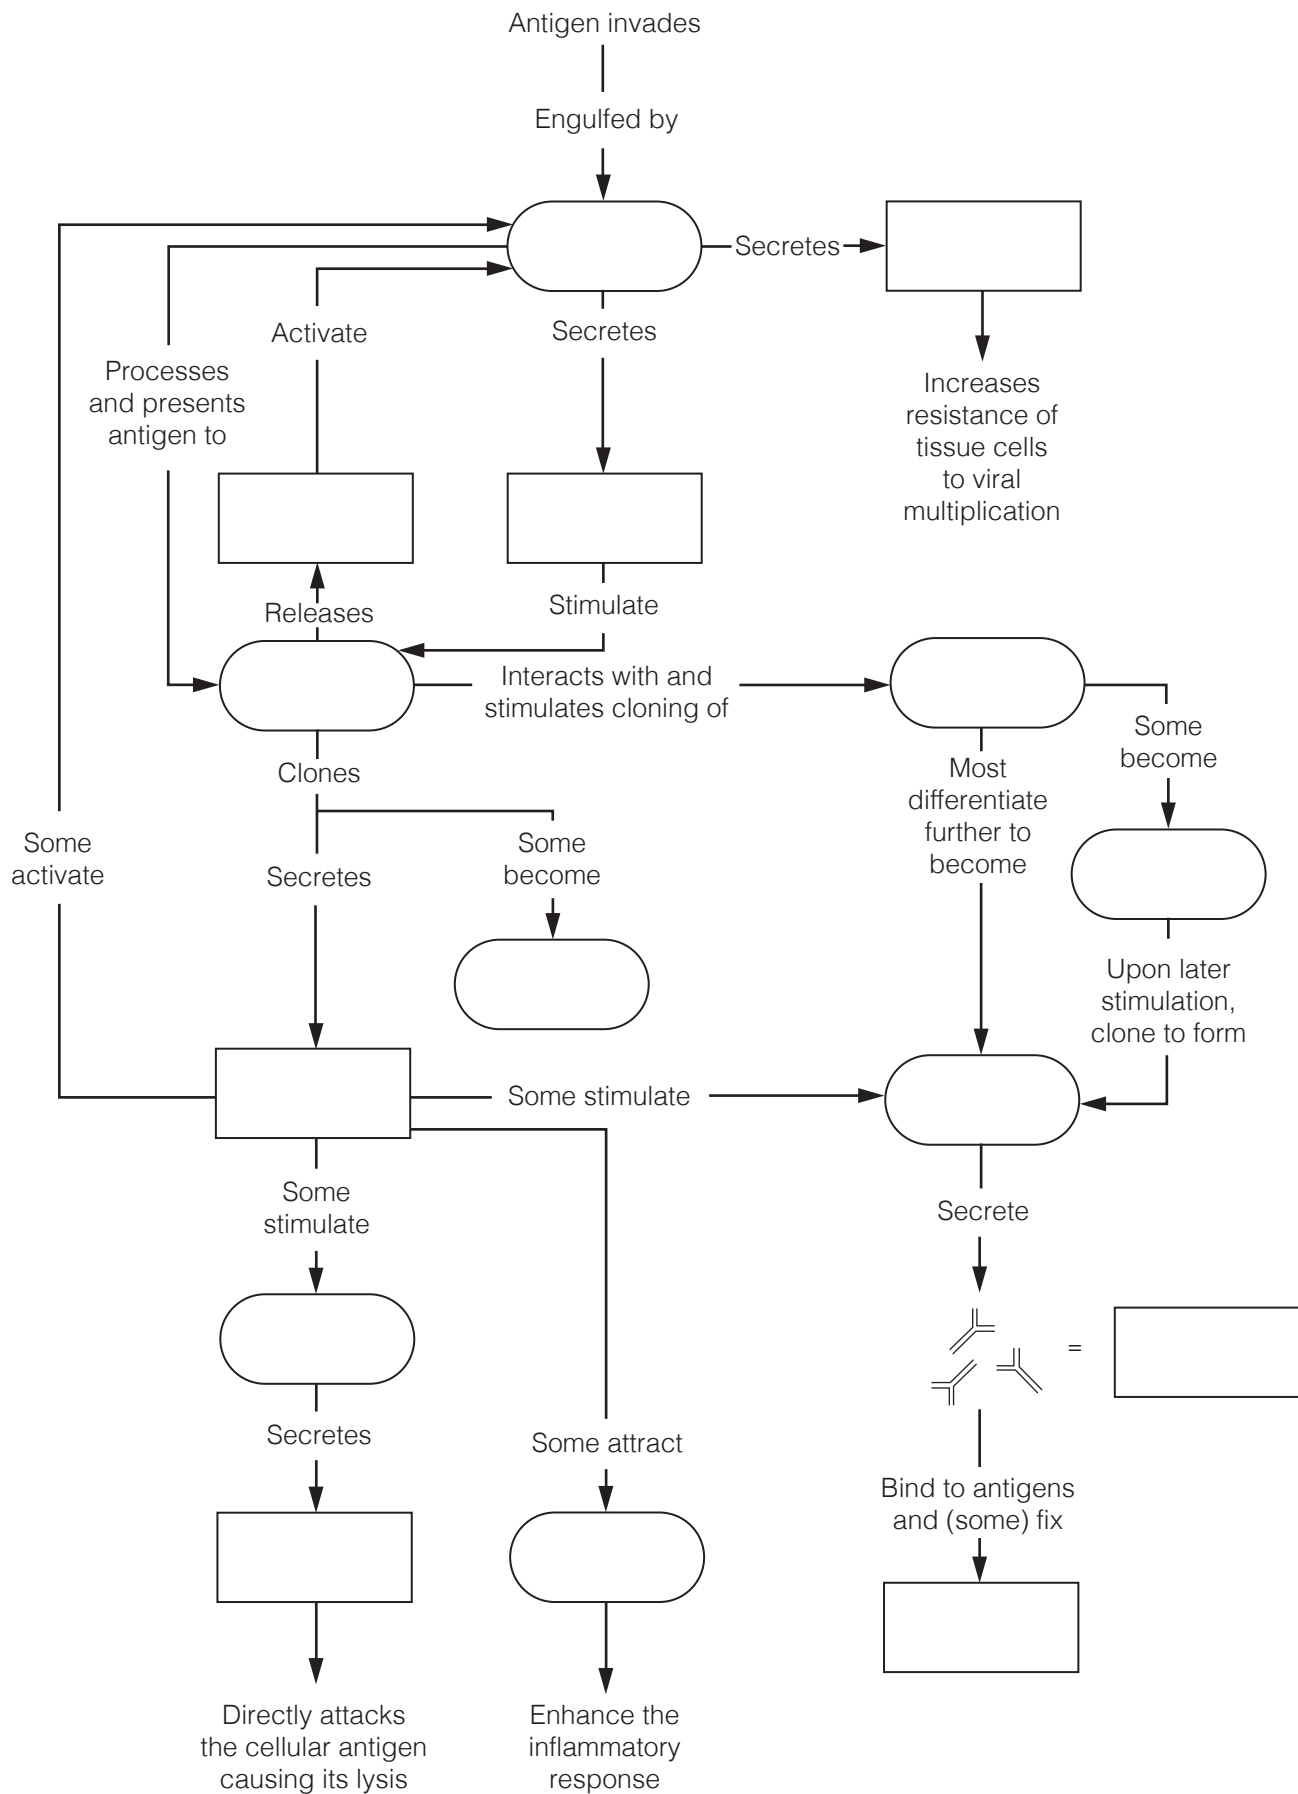 Antigen invades
Engulfed by
Secretes
Activate
Secretes
Processes
and presents
antigen to
Increases
resistance of
tissue cells
to viral
multiplication
Releases
Stimulate
Interacts with and
stimulates cloning of
Some
become
Clones
Most
differentiate
further to
become
Some
activate
Secretes
Some
become
Upon later
stimulation,
clone to form
Some stimulate
Some
stimulate
Secrete
=
Secretes
Some attract
Bind to antigens
and (some) fix
Directly attacks
the cellular antigen
causing its lysis
Enhance the
inflammatory
response